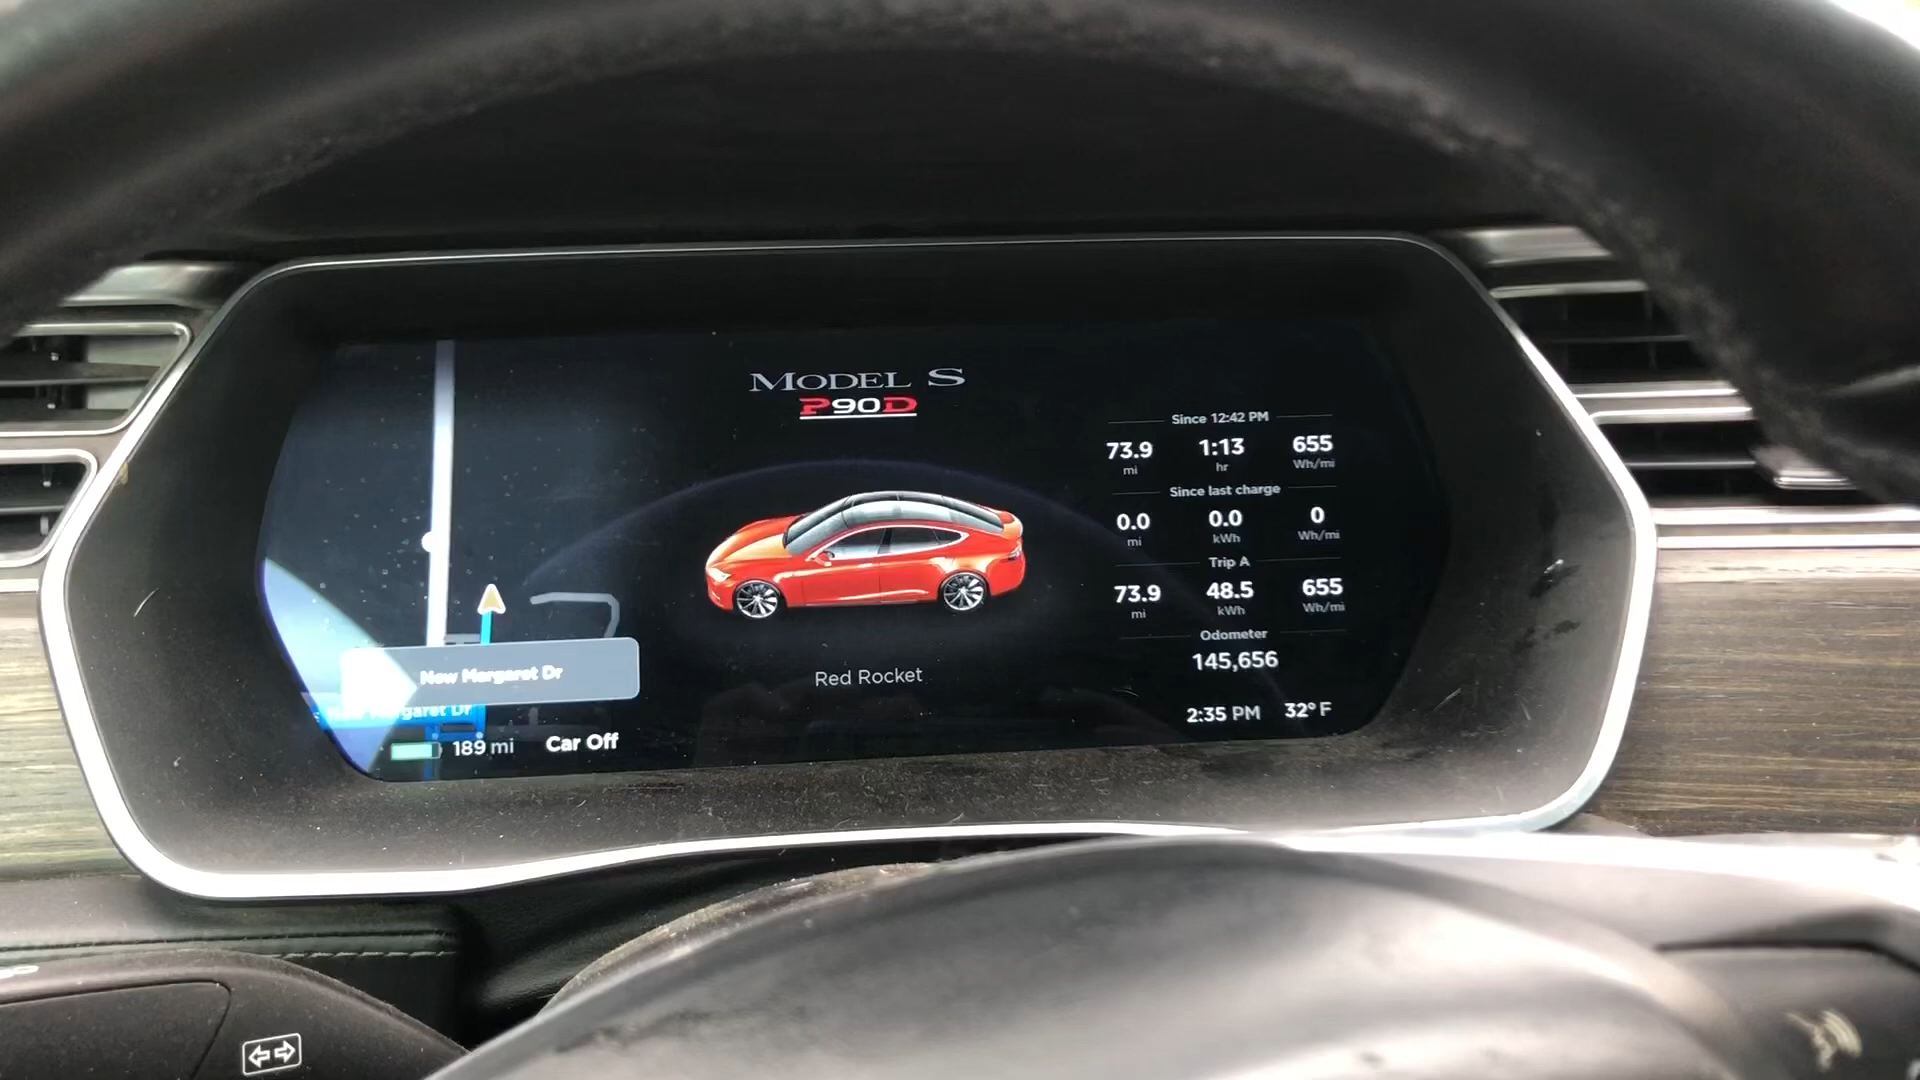 MODEL S
P90D
Since 12:42 PM
73.9 1:13 655
mi hr Wh/mi
Since last charge
0.0 0.0 0
mi kWh Wh/mi
Trip A
73.9 48.5 655
mi kWh Wh/mi
Odometer
145,656
New Margaret Dr
Red Rocket
garet Dr
2:35 PM 32°F
189 mi Car Off